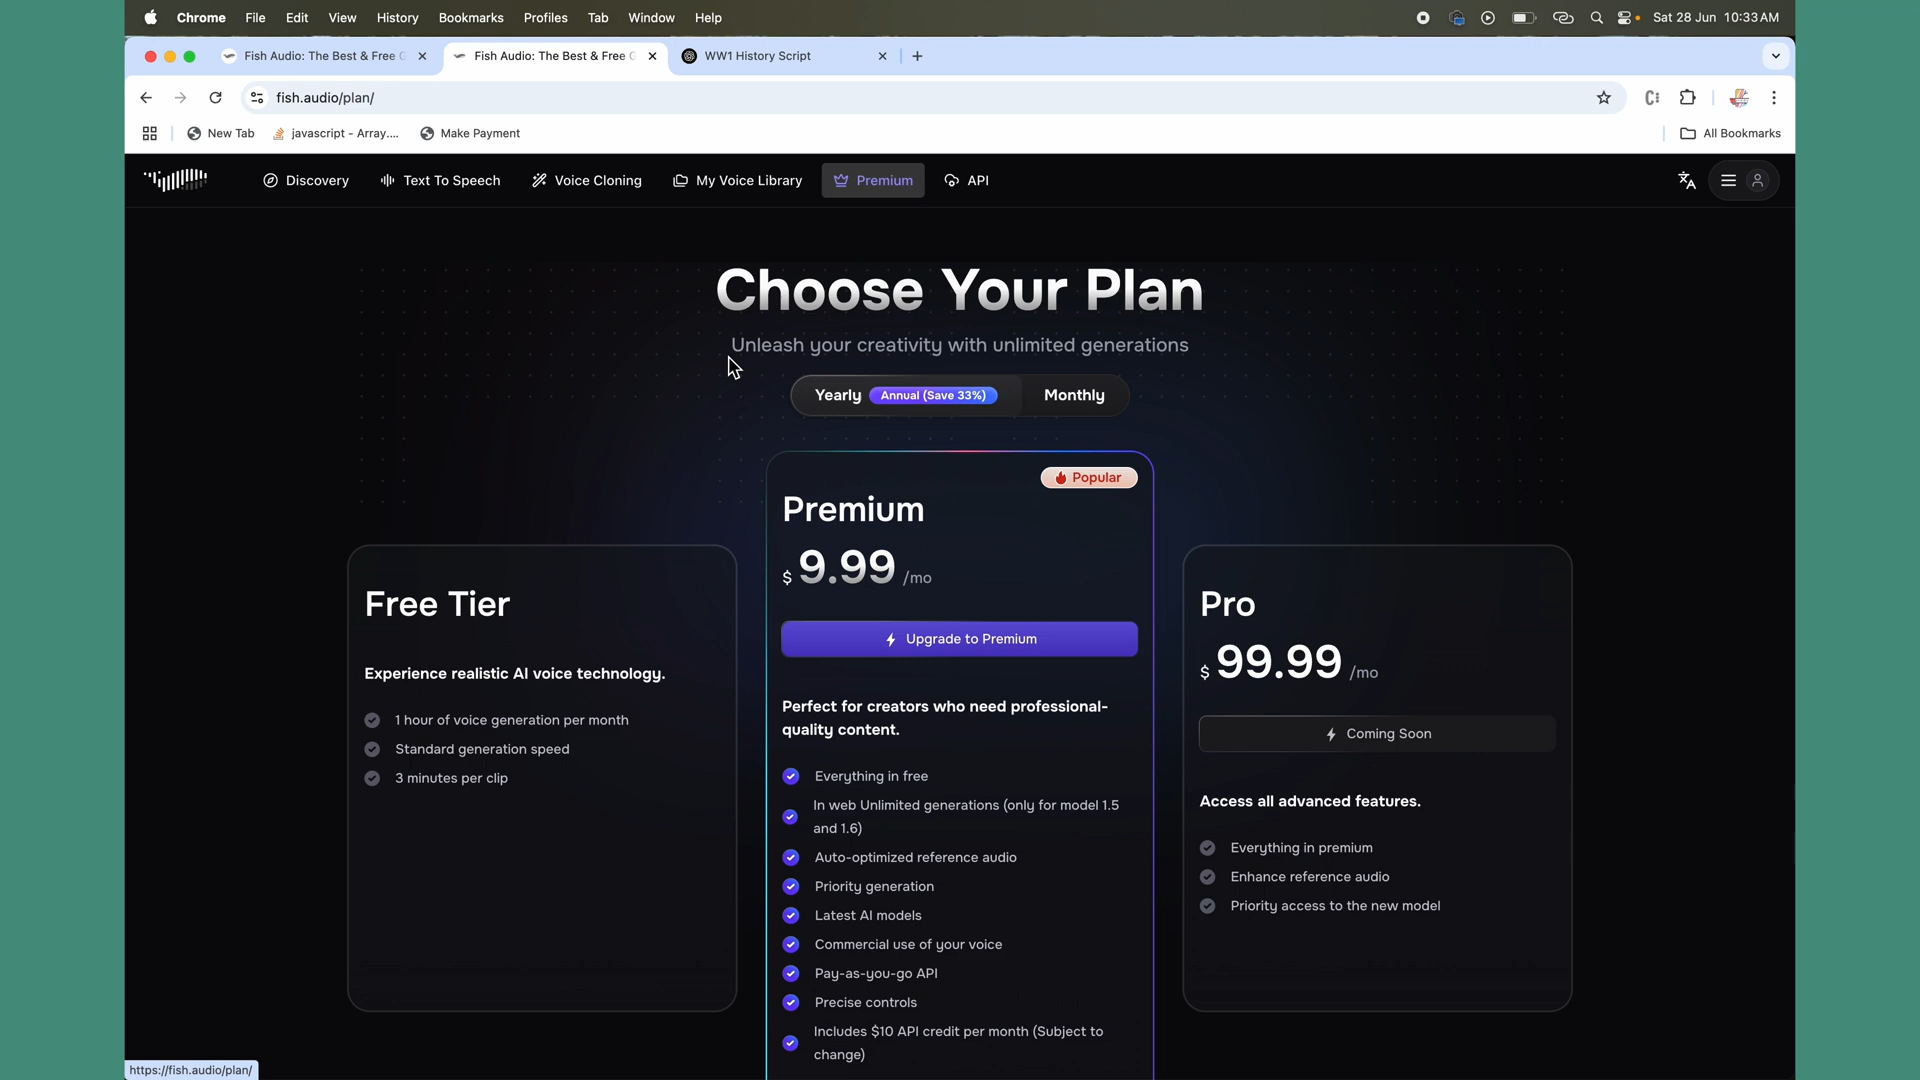 Chrome File Edit View History Bookmarks Profiles Tab Window Help Sat 28 Jun 10:33 AM
Fish Audio: The Best & Free G Fish Audio: The Best & Free G WW1 History Script
fish.audio/plan/
New Tab javascript - Array.... Make Payment All Bookmarks
Discovery Text To Speech Voice Cloning My Voice Library Premium API
Choose Your Plan
Unleash your creativity with unlimited generations
Yearly Annual (Save 33%) Monthly
Free Tier
Experience realistic AI voice technology.
1 hour of voice generation per month
Standard generation speed
3 minutes per clip
Popular
Premium
$ 9.99 /mo
Upgrade to Premium
Perfect for creators who need professional-
quality content.
Everything in free
In web Unlimited generations (only for model 1.5
and 1.6)
Auto-optimized reference audio
Priority generation
Latest AI models
Commercial use of your voice
Pay-as-you-go API
Precise controls
Includes $10 API credit per month (Subject to
change)
Pro
$ 99.99 /mo
Coming Soon
Access all advanced features.
Everything in premium
Enhance reference audio
Priority access to the new model
https://fish.audio/plan/